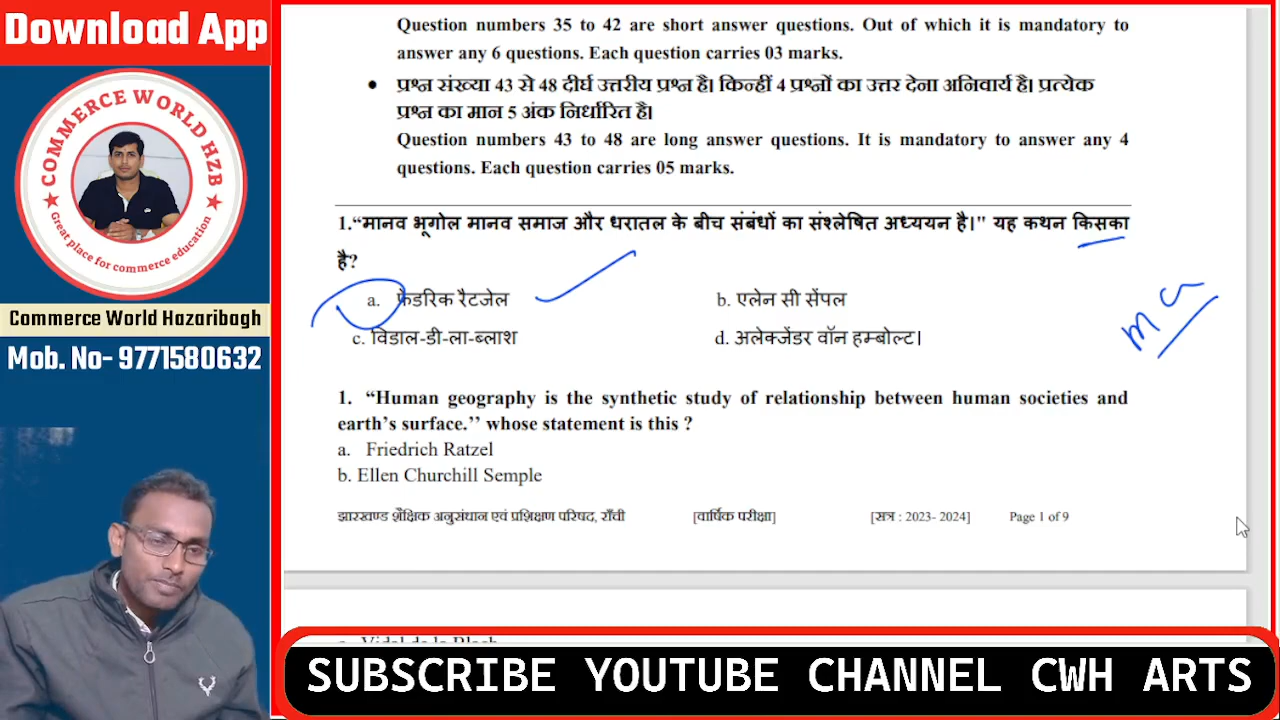 Download App
COMMERCE WORLD HZB
Great place for commerce education
Commerce World Hazaribagh
Mob. No- 9771580632
Question numbers 35 to 42 are short answer questions. Out of which it is mandatory to
answer any 6 questions. Each question carries 03 marks.
• प्रश्न संख्या 43 से 48 दीर्घ उत्तरीय प्रश्न है। किन्हीं 4 प्रश्नों का उत्तर देना अनिवार्य है। प्रत्येक
प्रश्न का मान 5 अंक निर्धारित है।
Question numbers 43 to 48 are long answer questions. It is mandatory to answer any 4
questions. Each question carries 05 marks.
1.“मानव भूगोल मानव समाज और धरातल के बीच संबंधों का संश्लेषित अध्ययन है।" यह कथन किसका
है?
a. फ्रेडरिक रैटजेल b. एलेन सी सेंपल
c. विडाल-डी-ला-ब्लाश d. अलेक्जेंडर वॉन हम्बोल्ट।
1. “Human geography is the synthetic study of relationship between human societies and
earth’s surface.’’ whose statement is this ?
a. Friedrich Ratzel
b. Ellen Churchill Semple
झारखण्ड शैक्षिक अनुसंधान एवं प्रशिक्षण परिषद, राँची [वार्षिक परीक्षा] [सत्र : 2023- 2024] Page 1 of 9
SUBSCRIBE YOUTUBE CHANNEL CWH ARTS